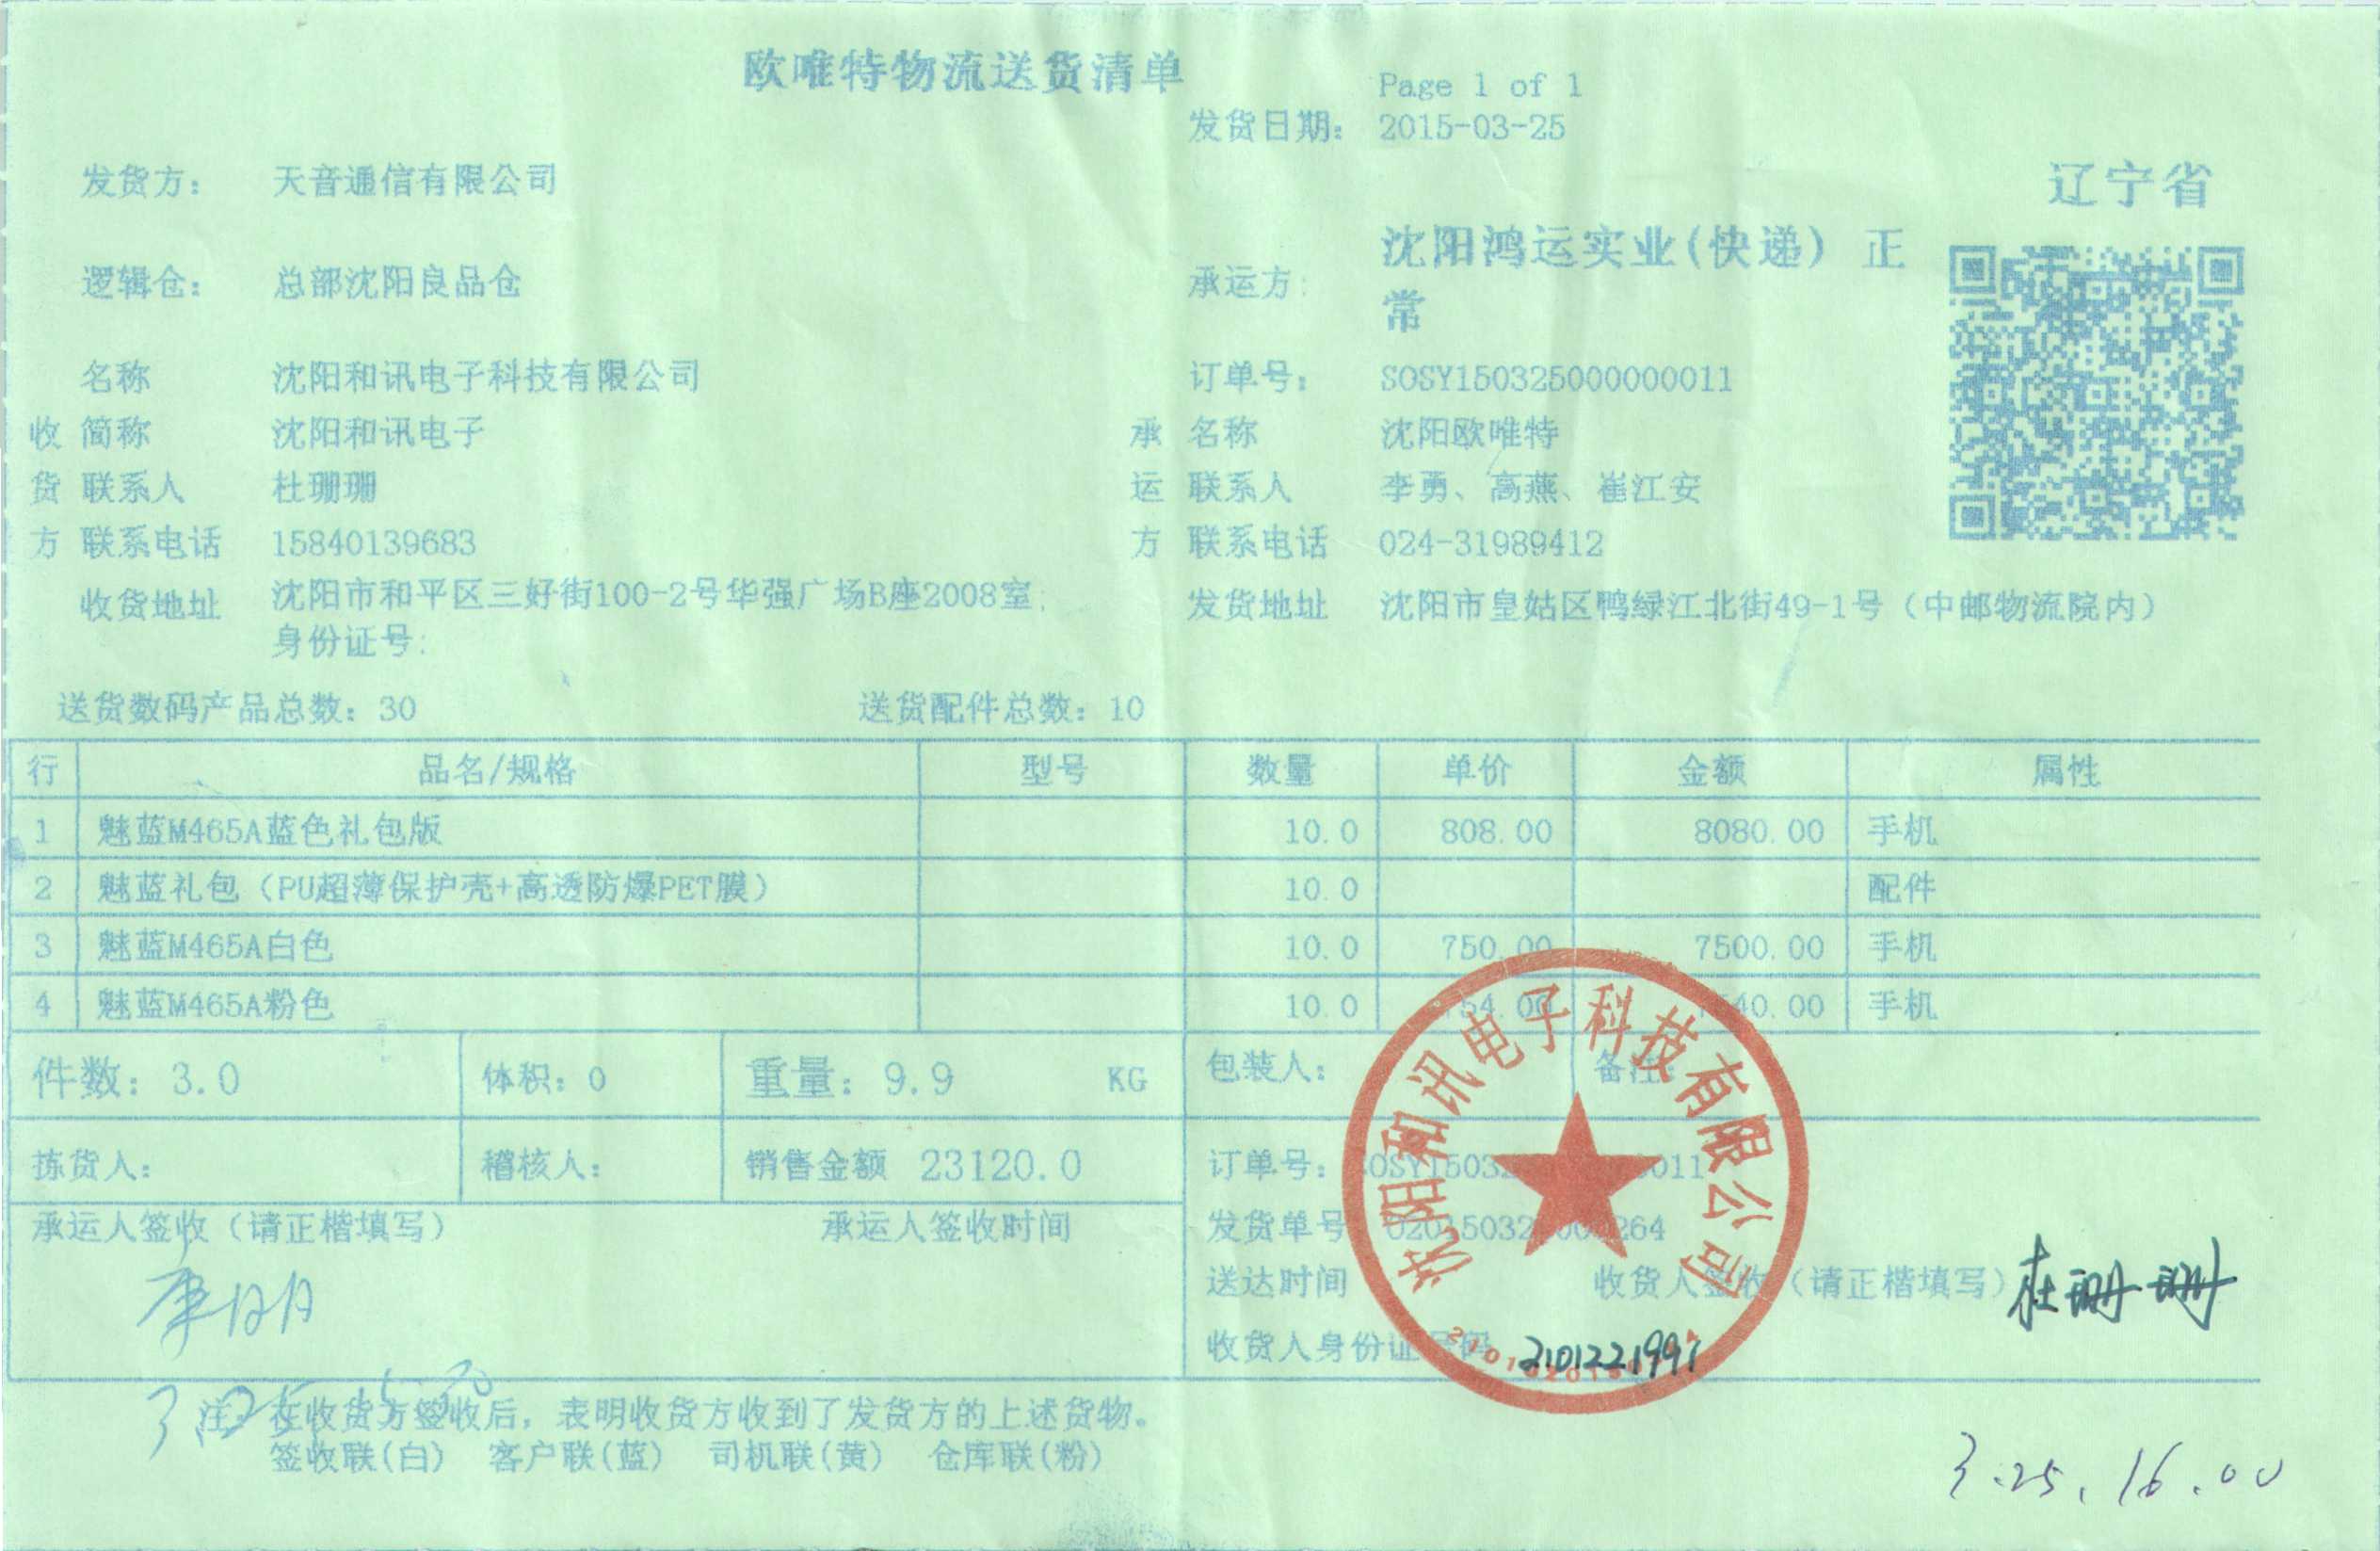 欧唯特物流送货清单
Page 1 of 1
发货日期: 2015-03-25
发货方: 天音通信有限公司
辽宁省
逻辑仓: 总部沈阳良品仓
承运方: 沈阳鸿运实业(快递) 正常
名称 沈阳和讯电子科技有限公司
订单号: SOSY150325000000011
收货方
简称 沈阳和讯电子
联系人 杜珊珊
联系电话 15840139683
收货地址 沈阳市和平区三好街100-2号华强广场B座2008室;
身份证号:
承运方
名称 沈阳欧唯特
联系人 李勇、高燕、崔江安
联系电话 024-31989412
发货地址 沈阳市皇姑区鸭绿江北街49-1号（中邮物流院内）
送货数码产品总数: 30 送货配件总数: 10
行 品名/规格 型号 数量 单价 金额 属性
1 魅蓝M465A蓝色礼包版 10.0 808.00 8080.00 手机
2 魅蓝礼包（PU超薄保护壳+高透防爆PET膜） 10.0 配件
3 魅蓝M465A白色 10.0 750.00 7500.00 手机
4 魅蓝M465A粉色 10.0 54.00 40.00 手机
件数: 3.0 体积: 0 重量: 9.9 KG 包装人: 备注:
拣货人: 稽核人: 销售金额 23120.0 订单号:
承运人签收（请正楷填写） 承运人签收时间
发货单号
送达时间 收货人签收（请正楷填写） 杜珊珊
收货人身份证号码 2101221991
沈阳和讯电子科技有限公司
注: 在收货方签收后，表明收货方收到了发货方的上述货物。
签收联(白) 客户联(蓝) 司机联(黄) 仓库联(粉)
3.25. 16.00